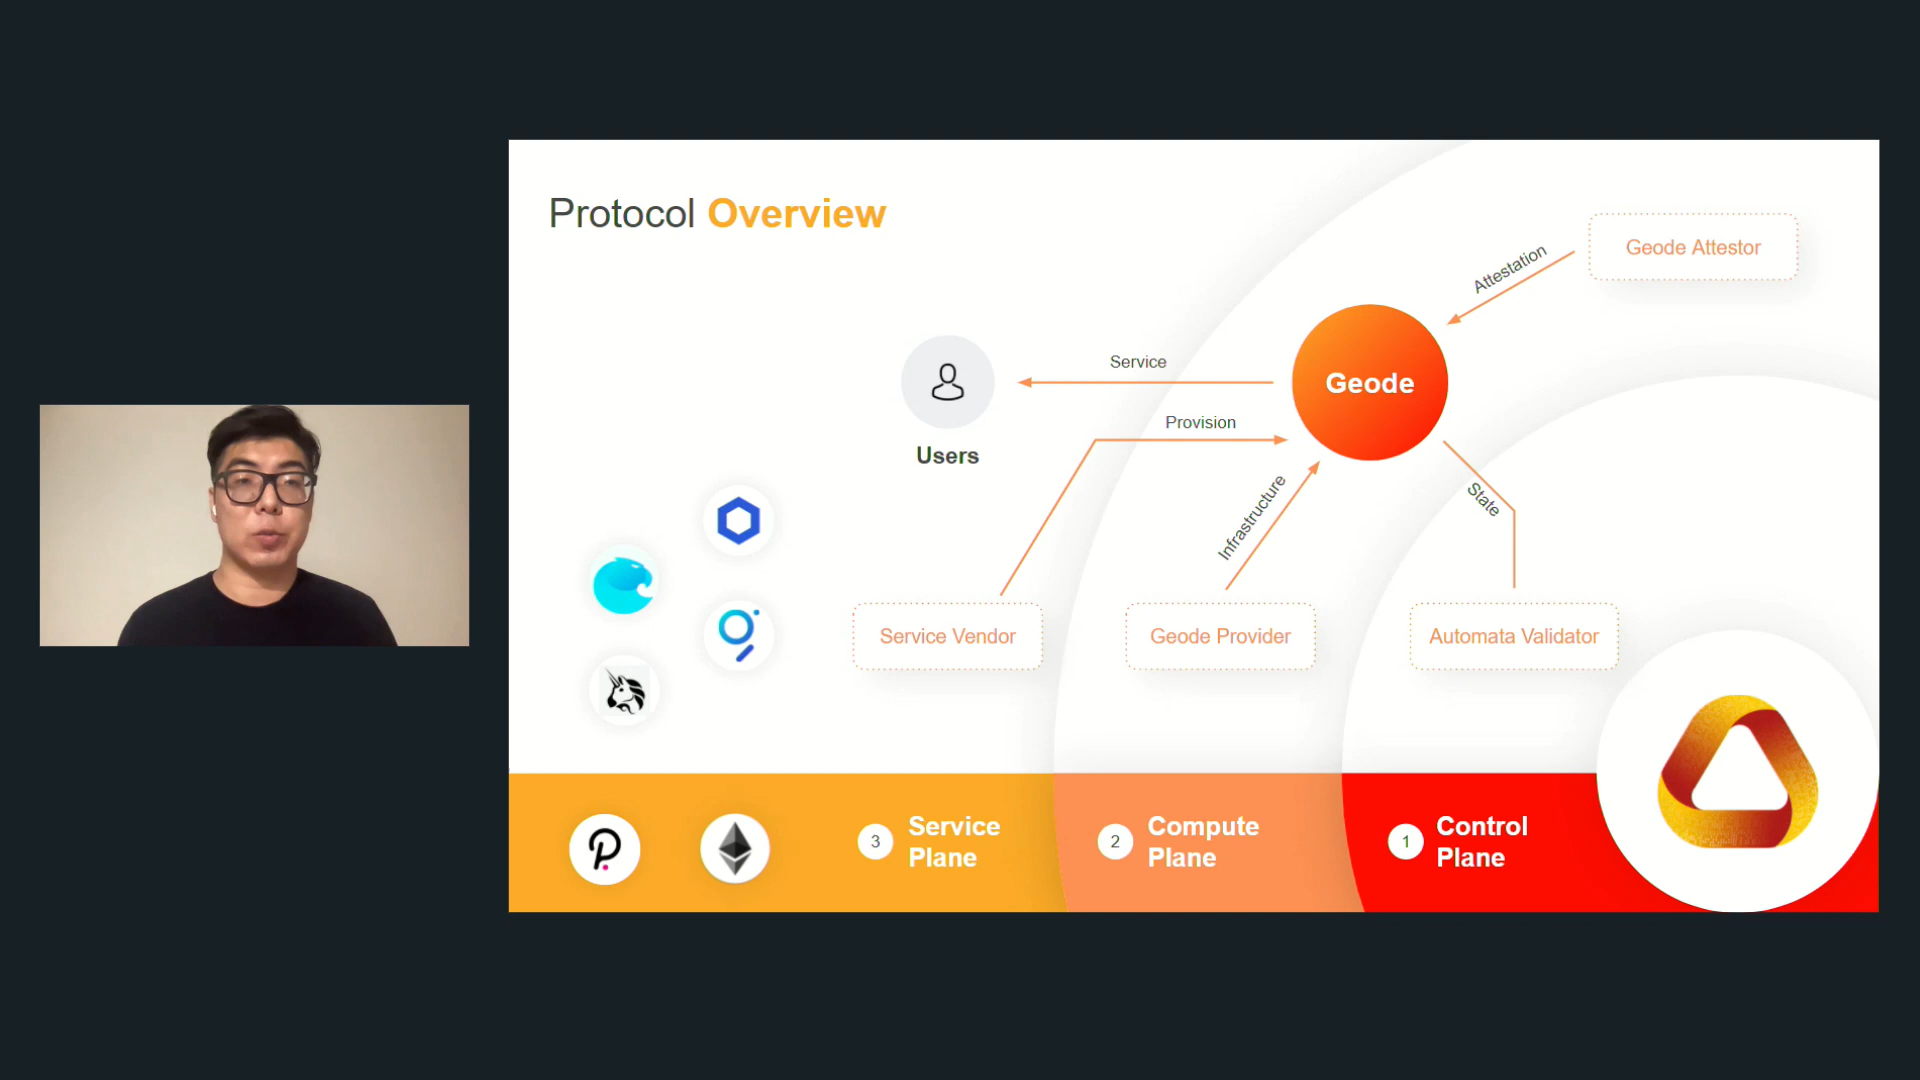 Protocol Overview
Geode Attestor
Attestation
Service
Geode
Provision
Users
Infrastructure
State
Service Vendor
Geode Provider
Automata Validator
3
Service
Plane
2
Compute
Plane
1
Control
Plane